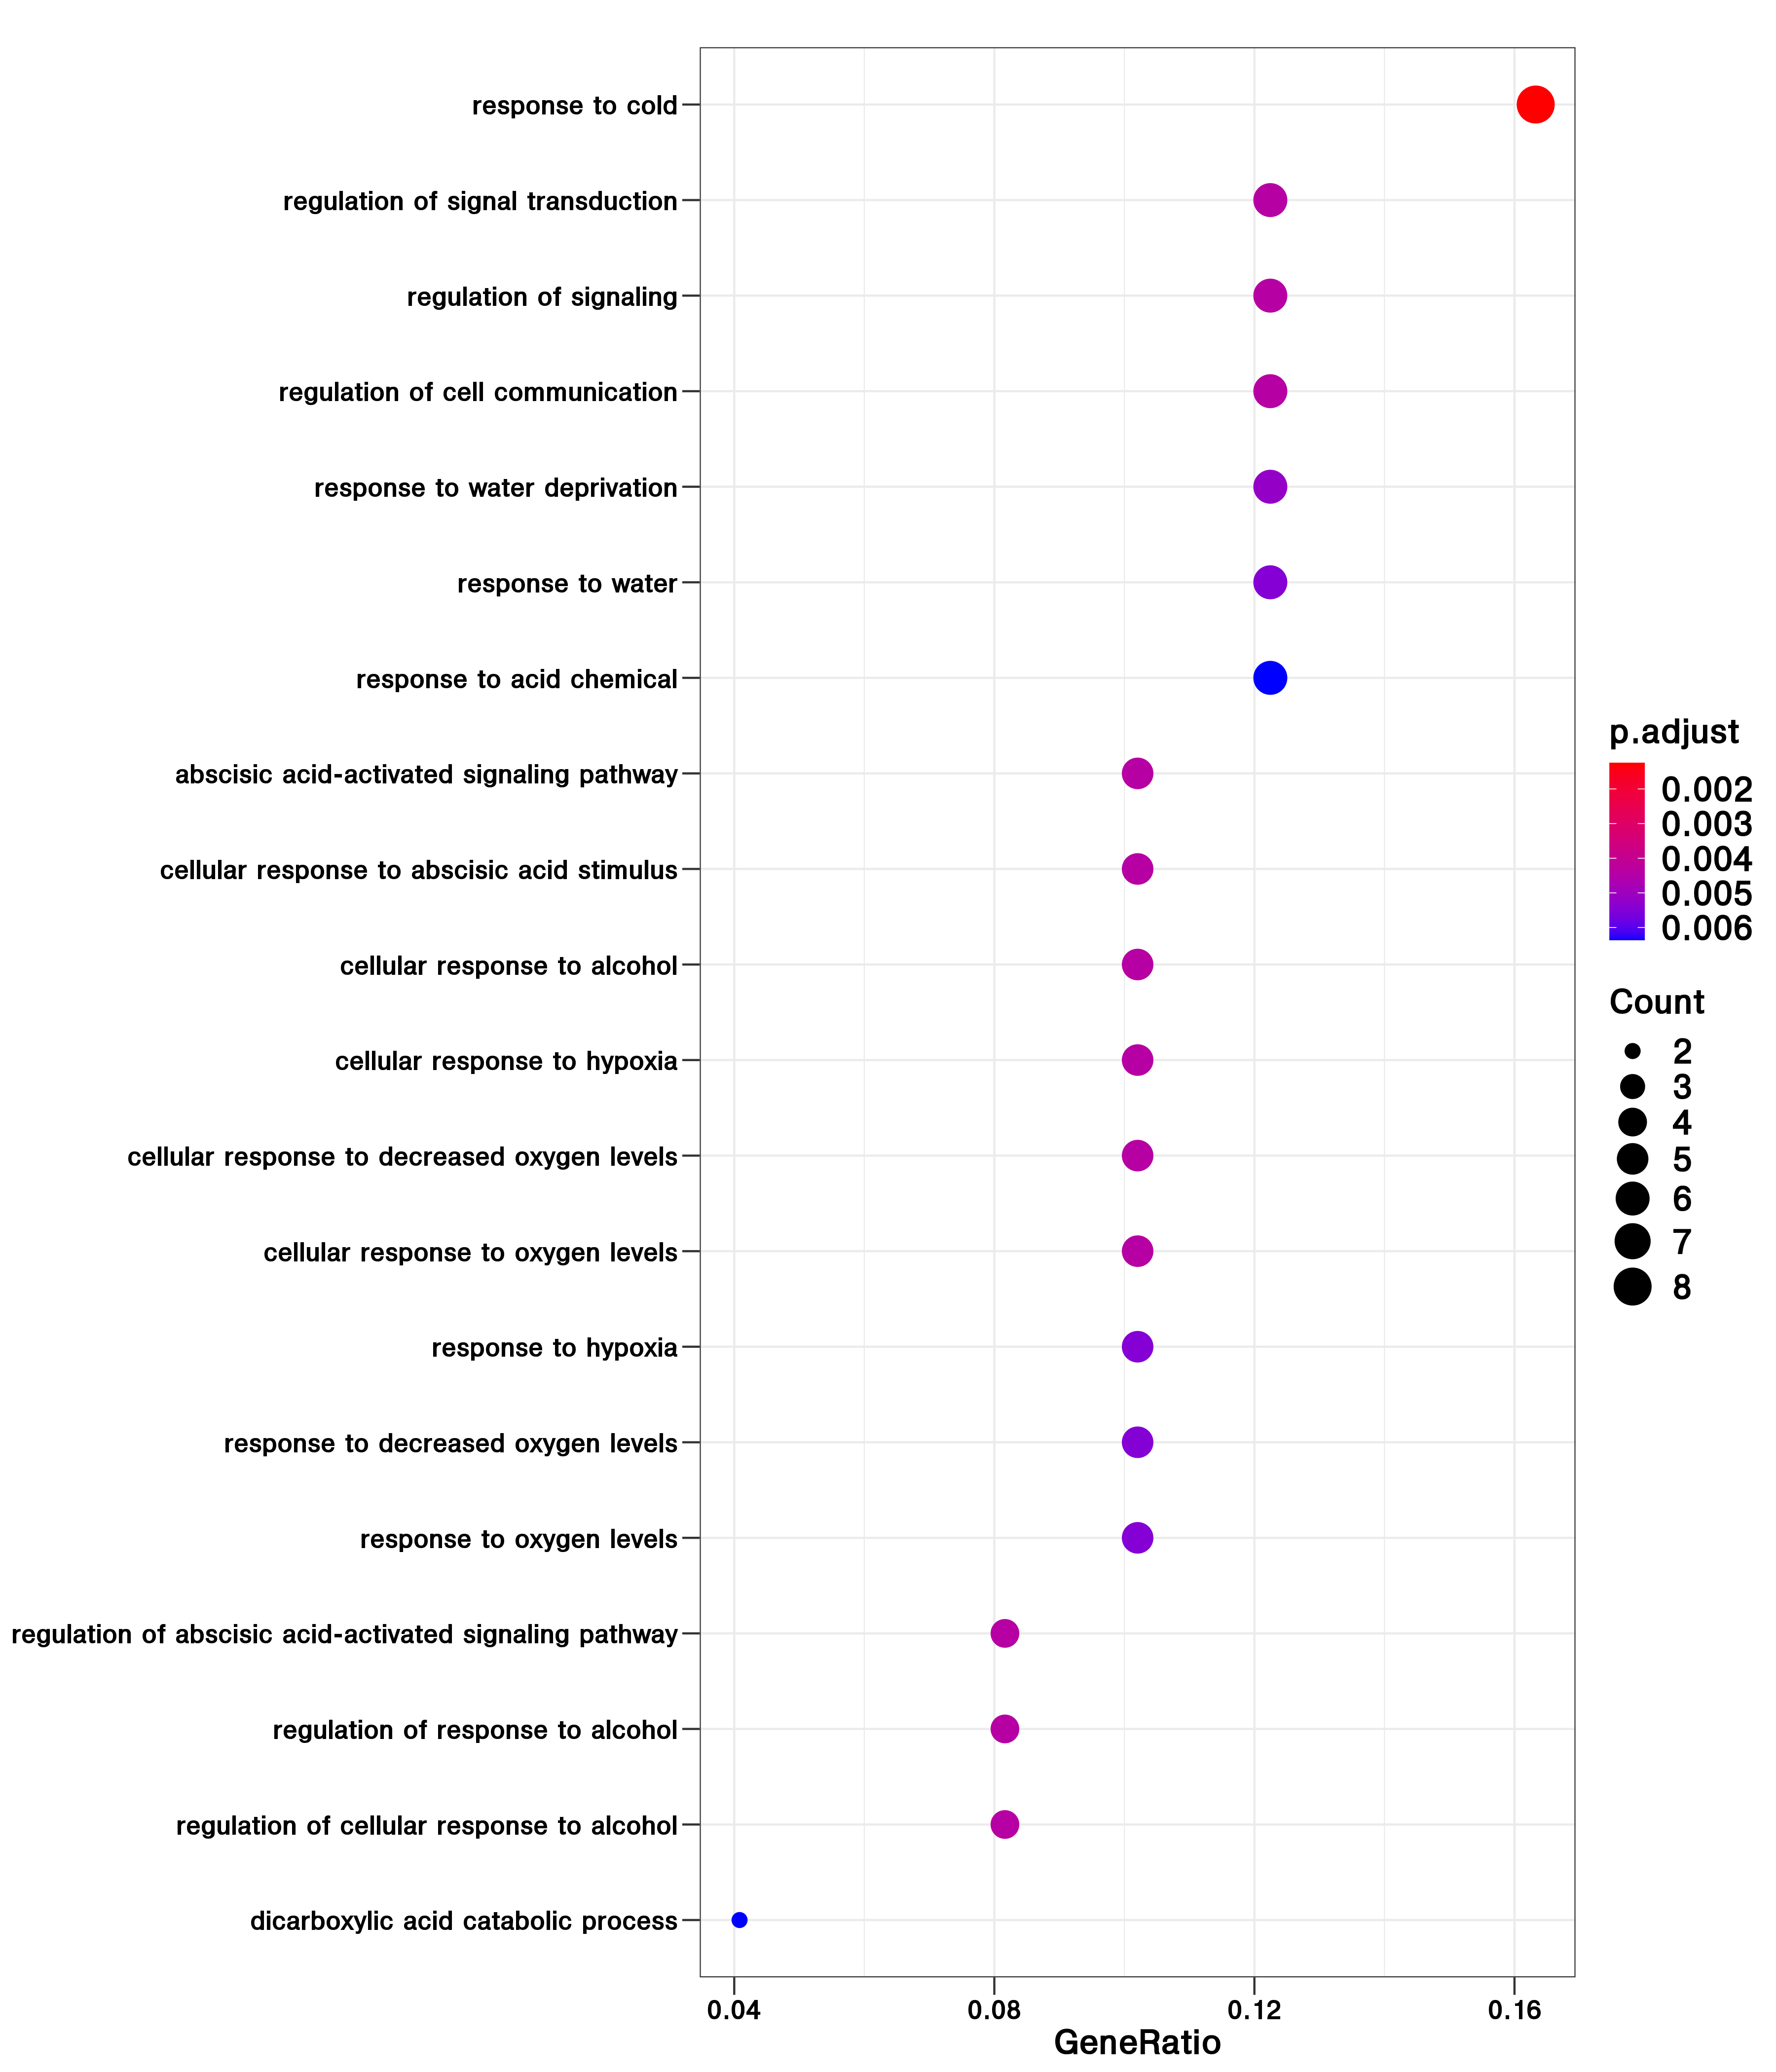 response to cold
regulation of signal transduction
regulation of signaling
regulation of cell communication
response to water deprivation
response to water
response to acid chemical
abscisic acid-activated signaling pathway
cellular response to abscisic acid stimulus
cellular response to alcohol
cellular response to hypoxia
cellular response to decreased oxygen levels
cellular response to oxygen levels
response to hypoxia
response to decreased oxygen levels
response to oxygen levels
regulation of abscisic acid-activated signaling pathway
regulation of response to alcohol
regulation of cellular response to alcohol
dicarboxylic acid catabolic process
0.04 0.08 0.12 0.16
GeneRatio
p.adjust
0.002
0.003
0.004
0.005
0.006
Count
2
3
4
5
6
7
8